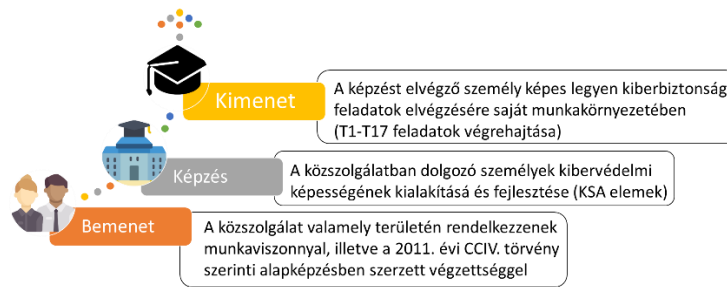 Kimenet
A képzést elvégző személy képes legyen kiberbiztonság
feladatok elvégzésére saját munkakörnyezetében
(T1-T17 feladatok végrehajtása)
Képzés
A közszolgálatban dolgozó személyek kibervédelmi
képességének kialakításá és fejlesztése (KSA elemek)
Bemenet
A közszolgálat valamely területén rendelkezzenek
munkaviszonnyal, illetve a 2011. évi CCIV. törvény
szerinti alapképzésben szerzett végzettséggel